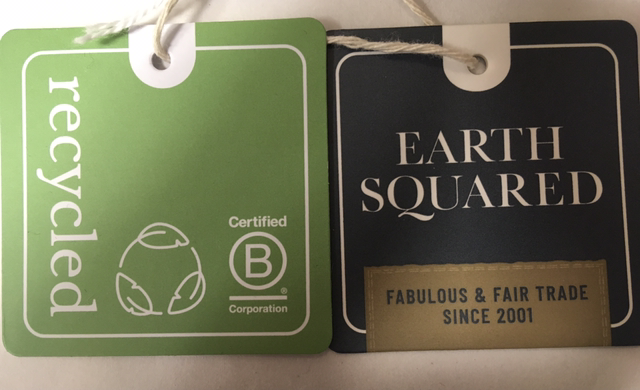 recycled
Certified
B
®
Corporation
EARTH
SQUARED
FABULOUS & FAIR TRADE
SINCE 2001